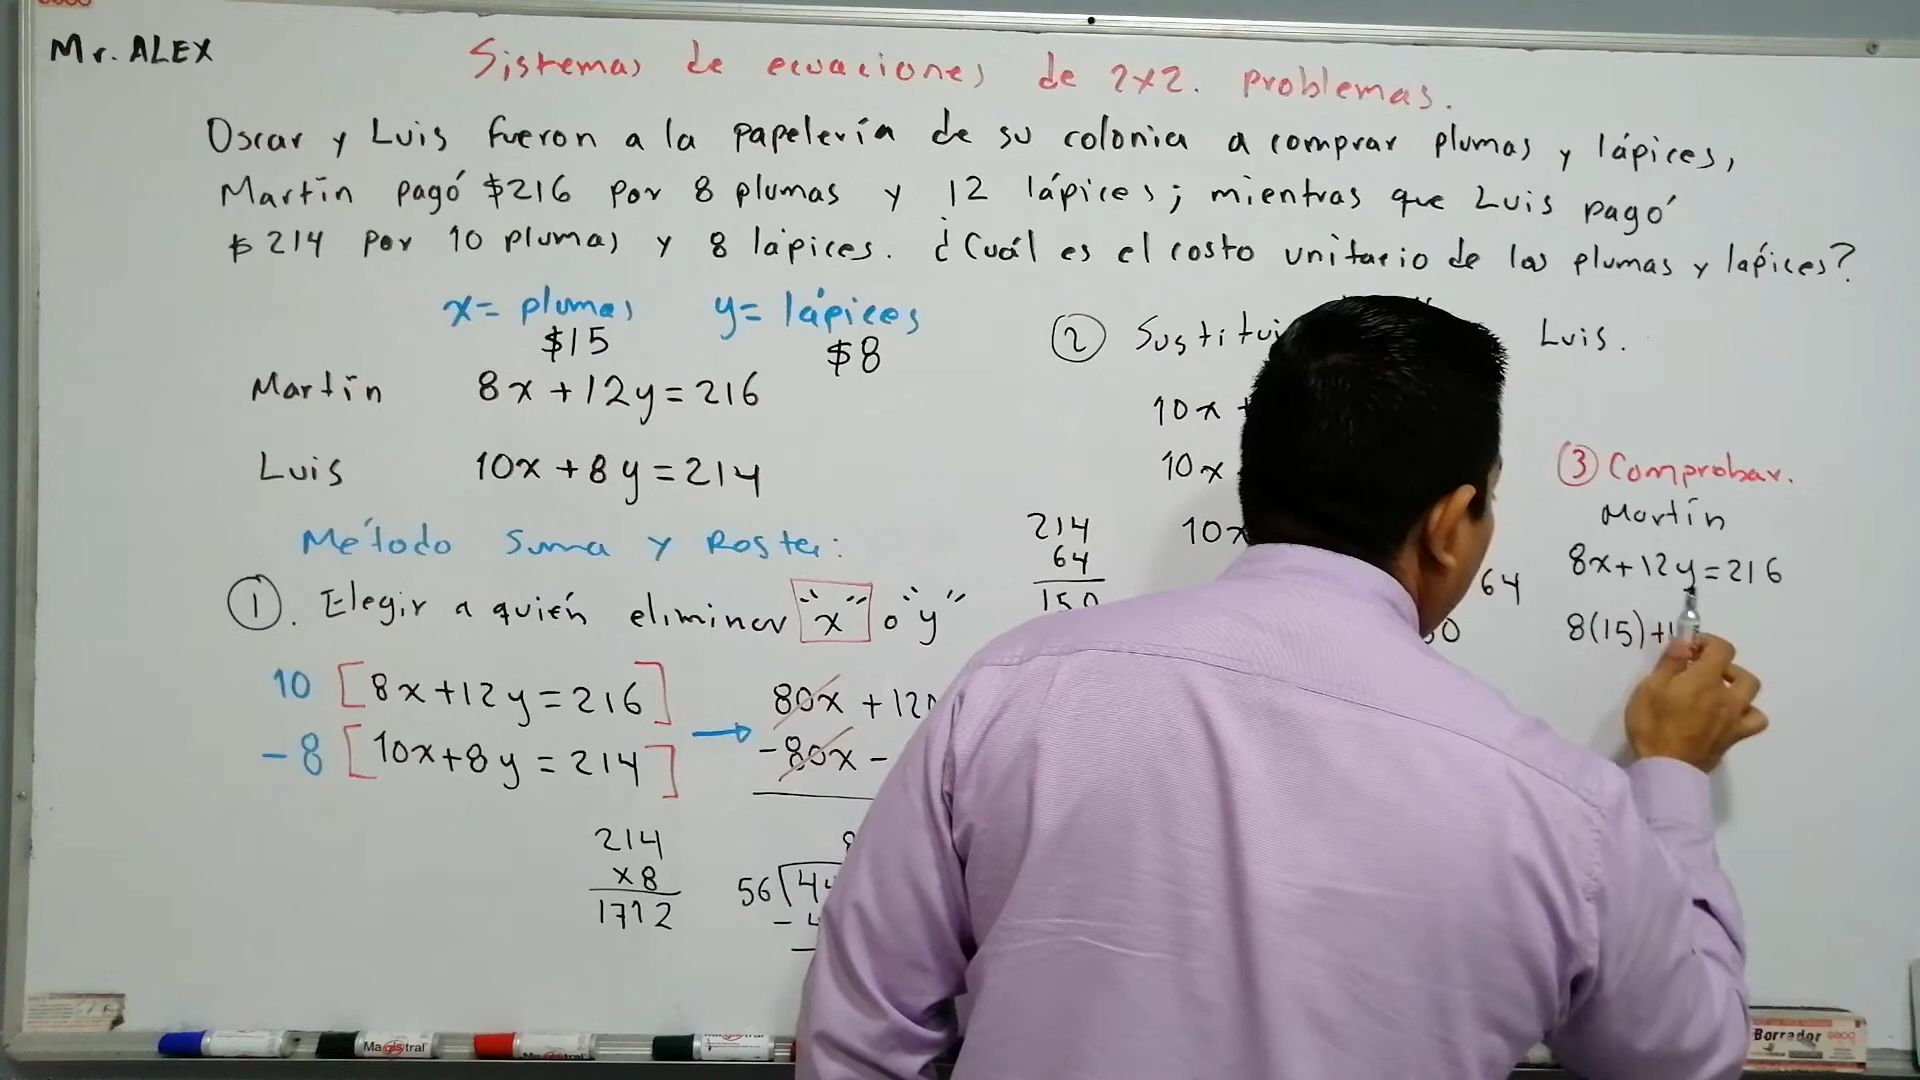 Mr. ALEX
Sistemas de ecuaciones de 2x2. problemas.
Oscar y Luis fueron a la papelería de su colonia a comprar plumas y lápices,
Martín pagó $216 por 8 plumas y 12 lápices; mientras que Luis pagó
$214 por 10 plumas y 8 lápices. ¿Cuál es el costo unitario de las plumas y lápices?
x= plumas y= lápices
$15 $8
Martín 8x+12y=216
Luis 10x+8y=214
Método Suma y Resta:
① . Elegir a quién eliminar "x" o "y"
10 [8x+12y=216]
-8 [10x+8y=214]
80x + 120
-80x -
214
x8
1712
8
56
② Sustitui Luis.
10x +
10x
10x
214
64
150
64
③ Comprobar.
Martín
8x+12y=216
8(15)+
Magistral
Magistral
Borrador